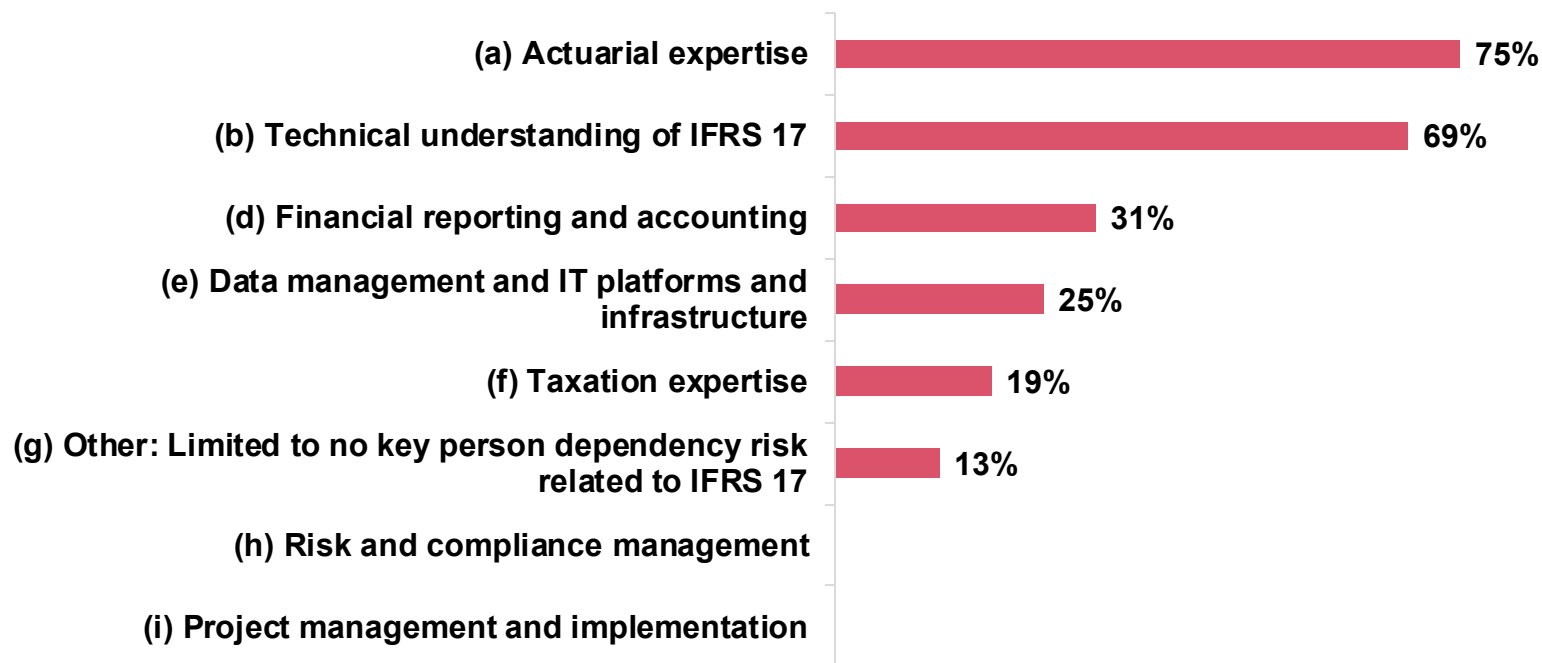 (a) Actuarial expertise 75%
(b) Technical understanding of IFRS 17 69%
(d) Financial reporting and accounting 31%
(e) Data management and IT platforms and
infrastructure 25%
(f) Taxation expertise 19%
(g) Other: Limited to no key person dependency risk
related to IFRS 17 13%
(h) Risk and compliance management
(i) Project management and implementation